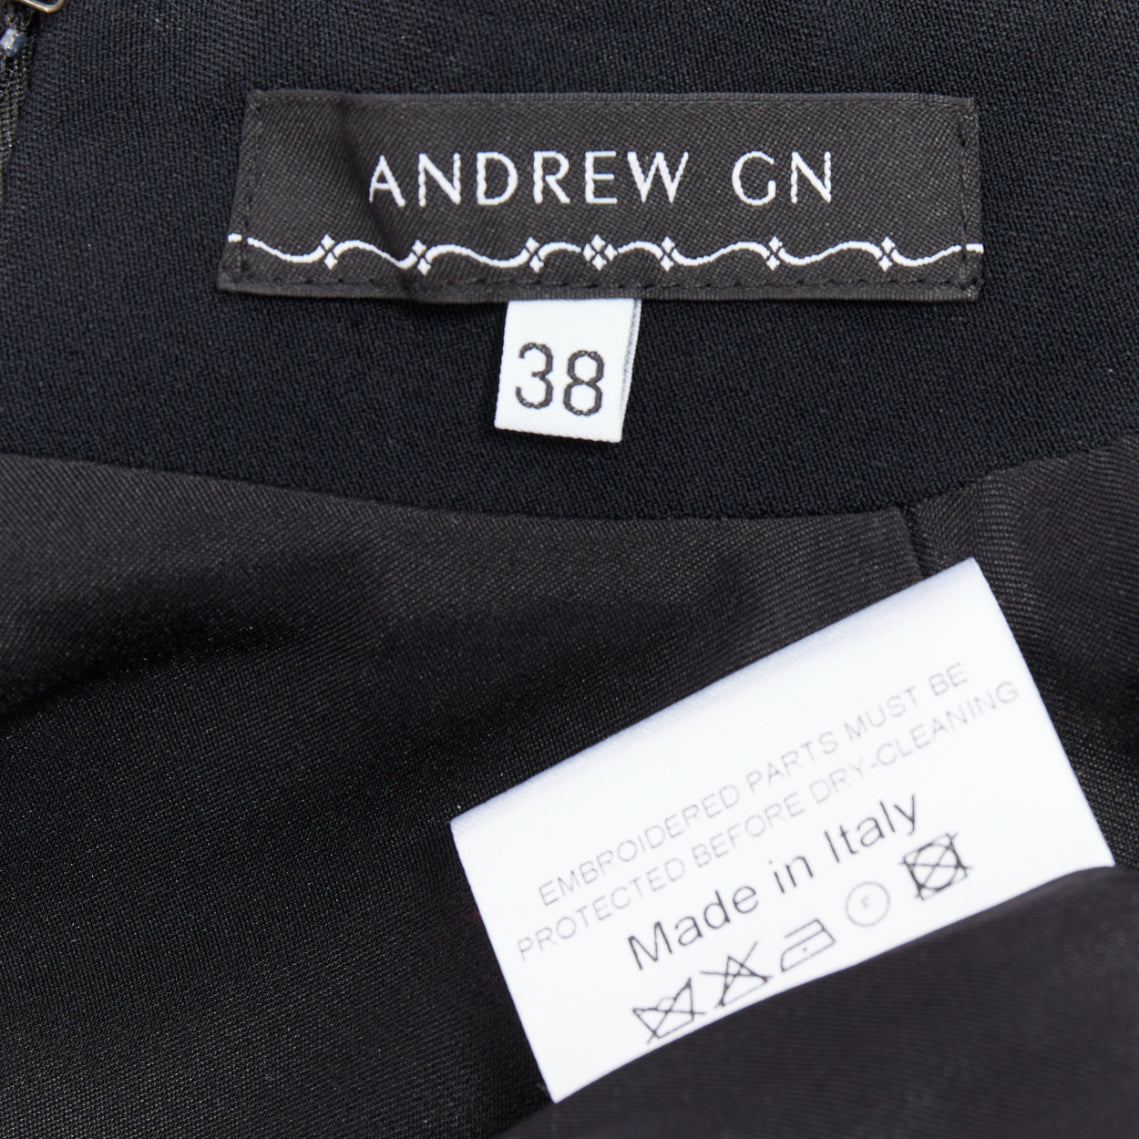 ANDREW GN
38
EMBROIDERED PARTS MUST BE
PROTECTED BEFORE DRY-CLEANING
Made in Italy
F